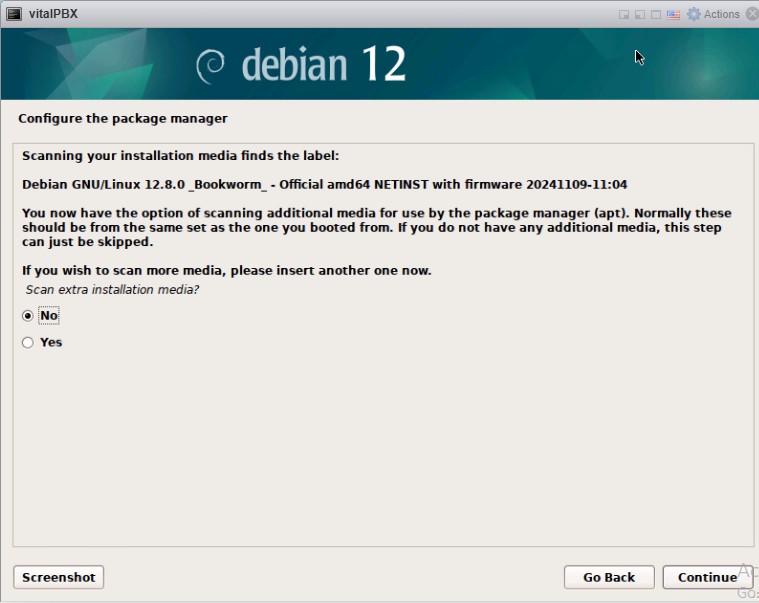 vitalPBX
Actions
debian 12
Configure the package manager
Scanning your installation media finds the label:
Debian GNU/Linux 12.8.0 _Bookworm_ - Official amd64 NETINST with firmware 20241109-11:04
You now have the option of scanning additional media for use by the package manager (apt). Normally these
should be from the same set as the one you booted from. If you do not have any additional media, this step
can just be skipped.
If you wish to scan more media, please insert another one now.
Scan extra installation media?
No
Yes
Screenshot
Go Back
Continue